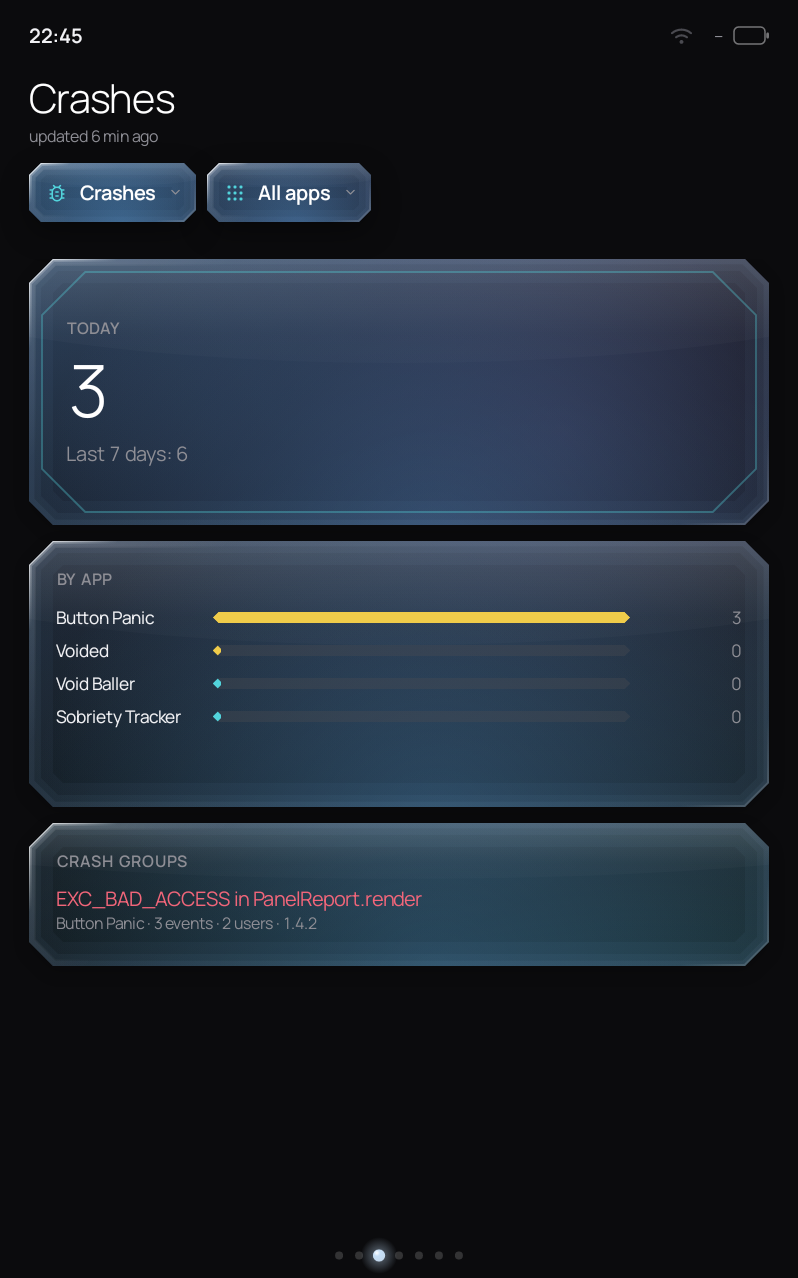 22:45
–
Crashes
updated 6 min ago
Crashes
All apps
TODAY
3
Last 7 days: 6
BY APP
Button Panic 3
Voided 0
Void Baller 0
Sobriety Tracker 0
CRASH GROUPS
EXC_BAD_ACCESS in PanelReport.render
Button Panic · 3 events · 2 users · 1.4.2